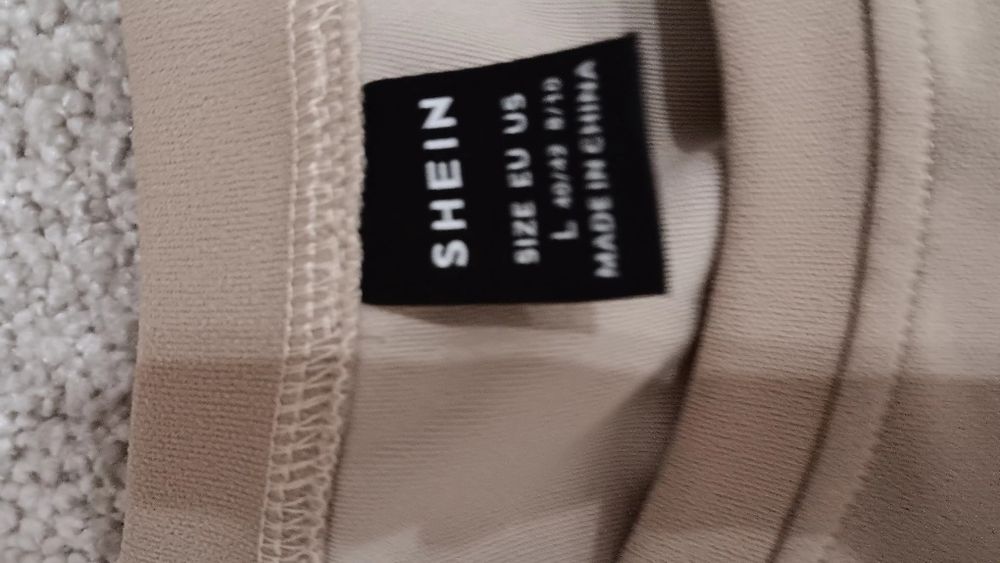 SHEIN
SIZE EU US
L 40/42 8/10
MADE IN CHINA